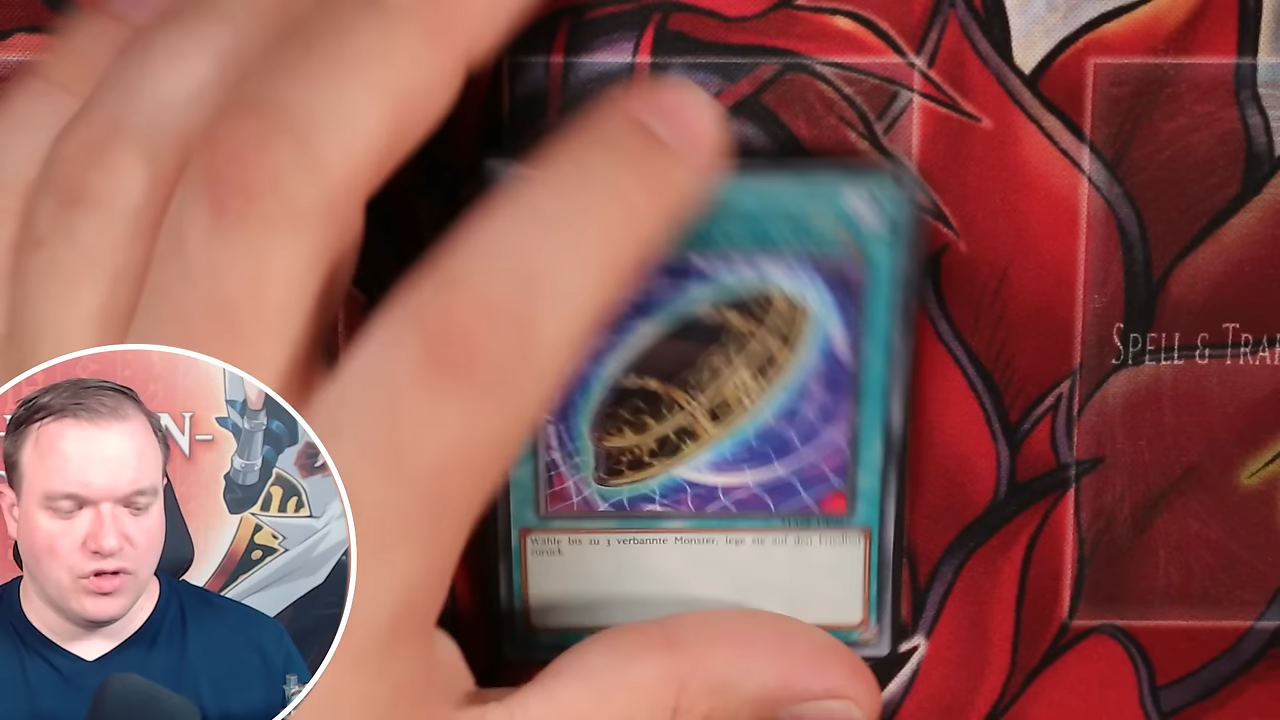 N-
SPELL & TRAP
Wähle bis zu 3 verbannte Monster; lege sie auf den Friedhof
zurück.